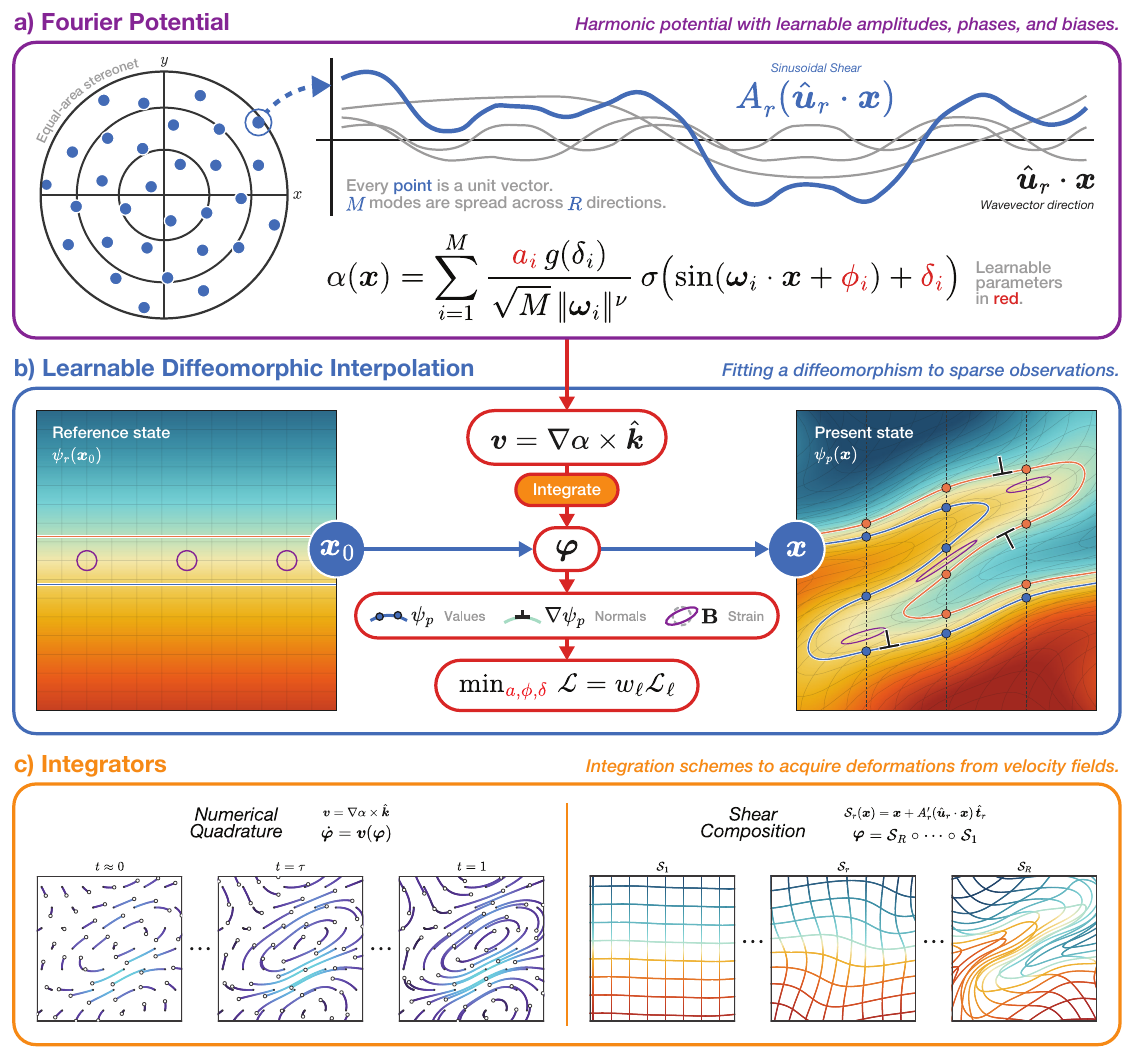 a) Fourier Potential
Harmonic potential with learnable amplitudes, phases, and biases.
Equal-area stereonet
y
x
Sinusoidal Shear
A_r(û_r · x)
Every point is a unit vector.
M modes are spread across R directions.
û_r · x
Wavevector direction
α(x) = ∑_{i=1}^{M} \frac{a_i g(δ_i)}{√M ‖ω_i‖^ν} σ(sin(ω_i · x + φ_i) + δ_i)
Learnable
parameters
in red.
b) Learnable Diffeomorphic Interpolation
Fitting a diffeomorphism to sparse observations.
Reference state
ψ_r(x_0)
v = ∇α × k̂
Integrate
x_0
φ
x
Present state
ψ_p(x)
ψ_p Values
∇ψ_p Normals
B Strain
min_{a,ϕ,δ} ℒ = w_ℓ ℒ_ℓ
c) Integrators
Integration schemes to acquire deformations from velocity fields.
Numerical
Quadrature
v = ∇α × k̂
φ̇ = v(φ)
t ≈ 0
t = τ
t = 1
...
...
Shear
Composition
S_r(x) = x + A′_r(û_r · x) t̂_r
φ = S_R ∘ ··· ∘ S_1
S_1
S_r
S_R
...
...